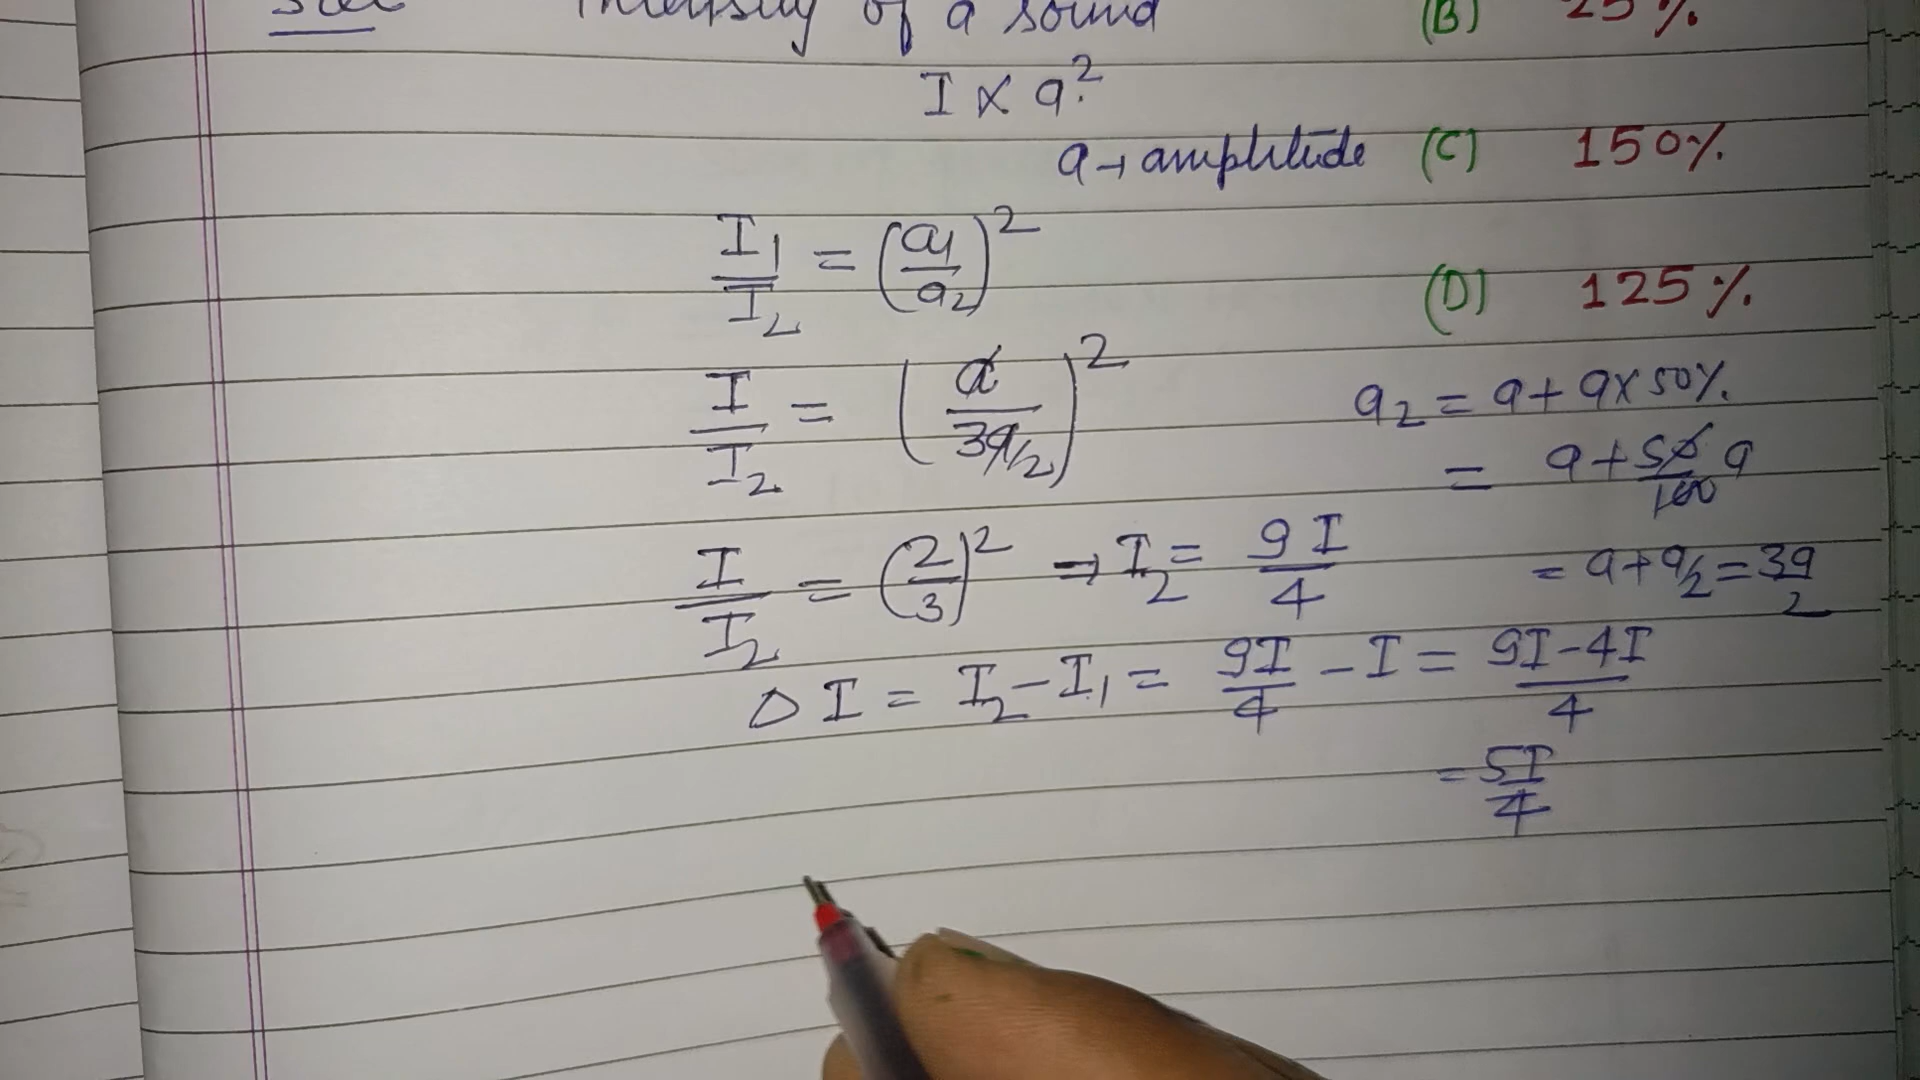 Sol Intensity of a sound (B) 25%
I ∝ a².
a → amplitude (C) 150%
I₁/I₂ = (a₁/a₂)²
(D) 125%
I/I₂ = (a/(3a/2))²
a₂ = a + a×50%
= a + 50/100 a
I/I₂ = (2/3)² → I₂ = 9I/4
= a + a/2 = 3a/2
ΔI = I₂ - I₁ = 9I/4 - I = (9I - 4I)/4
= 5I/4